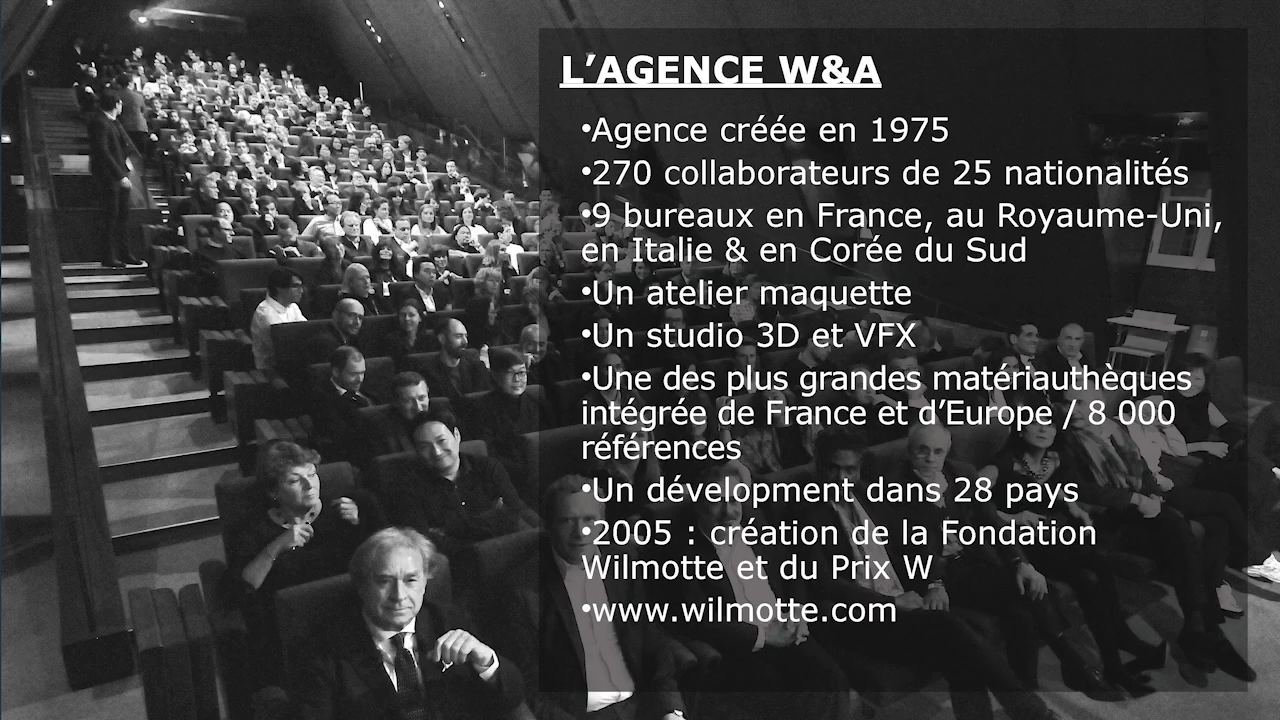 L’AGENCE W&A
•Agence créée en 1975
•270 collaborateurs de 25 nationalités
•9 bureaux en France, au Royaume-Uni,
en Italie & en Corée du Sud
•Un atelier maquette
•Un studio 3D et VFX
•Une des plus grandes matériauthèques
intégrée de France et d’Europe / 8 000
références
•Un dévelopment dans 28 pays
•2005 : création de la Fondation
Wilmotte et du Prix W
•www.wilmotte.com